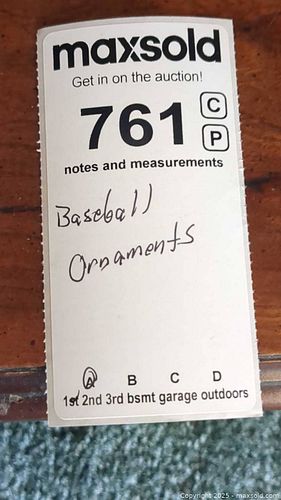 maxsold
Get in on the auction!
761
C
P
notes and measurements
Baseball
Ornaments
A B C D
1st 2nd 3rd bsmt garage outdoors
Copyright 2025 - maxsold.com